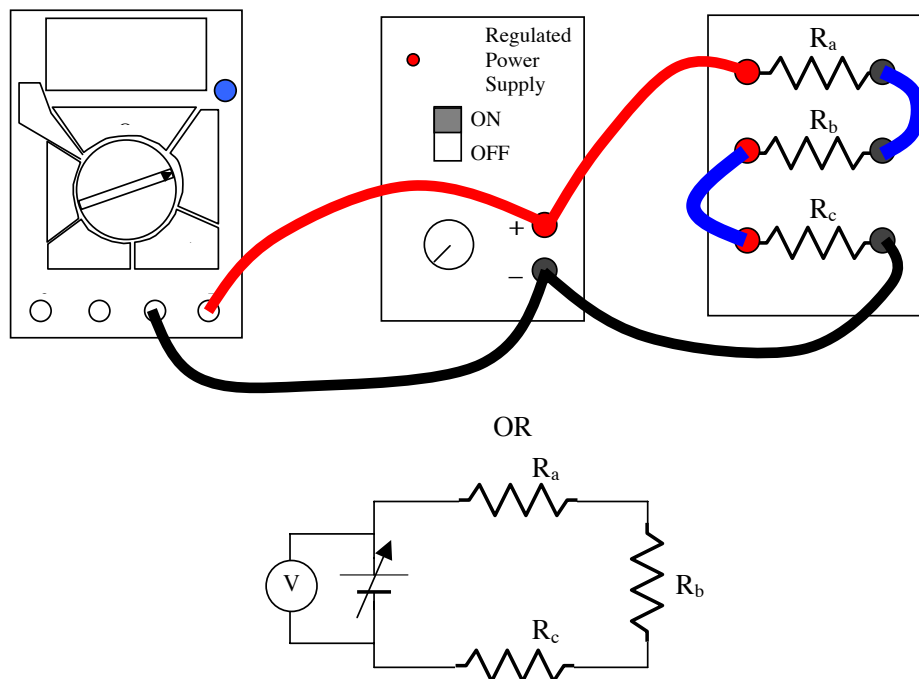 Regulated
Power
Supply
ON
OFF
+
–
Ra
Rb
Rc
OR
Ra
V
Rb
Rc